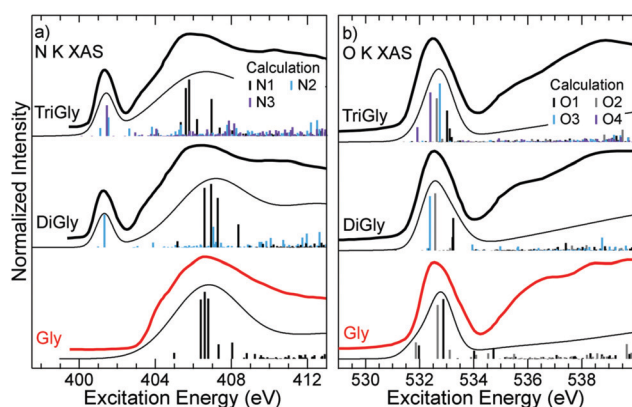 a)
N K XAS
Calculation
N1 N2
N3
TriGly
DiGly
Gly
Normalized Intensity
400 404 408 412
Excitation Energy (eV)
b)
O K XAS
Calculation
O1 O2
O3 O4
TriGly
DiGly
Gly
530 532 534 536 538
Excitation Energy (eV)